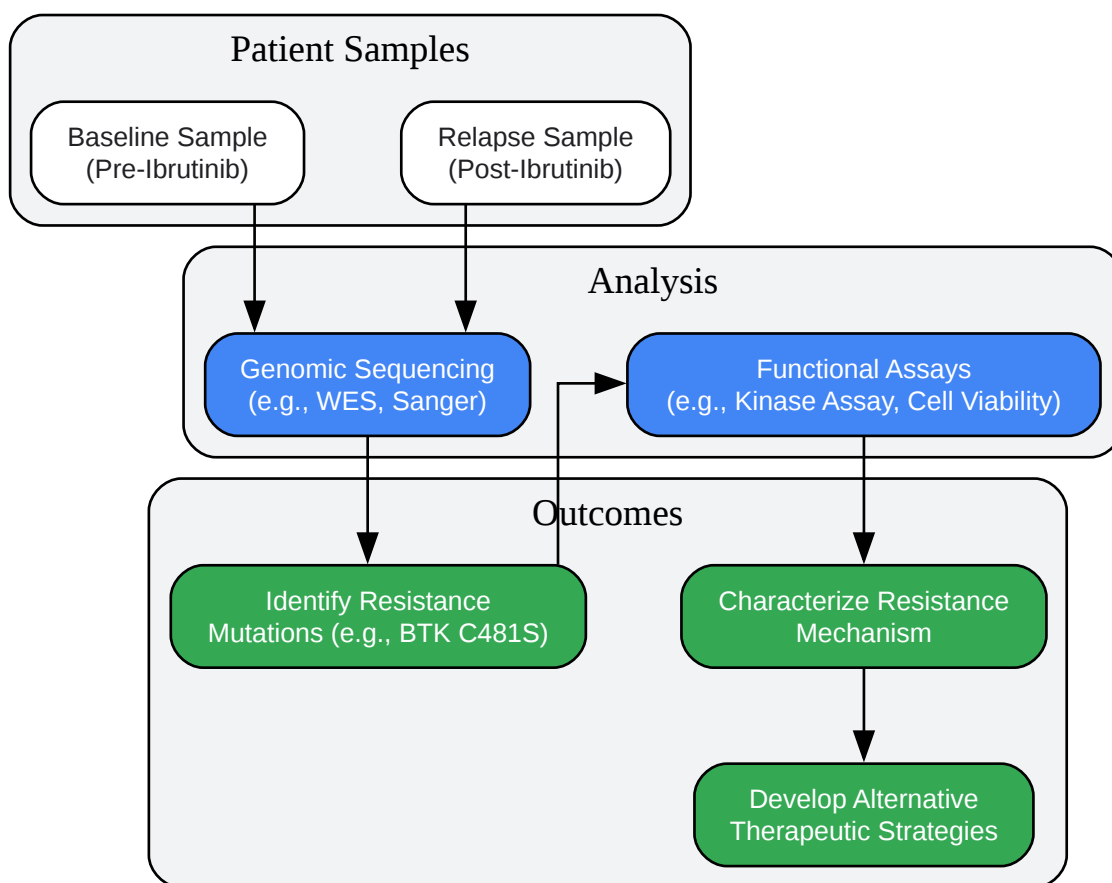 Patient Samples
Baseline Sample
(Pre-Ibrutinib)
Relapse Sample
(Post-Ibrutinib)
Analysis
Genomic Sequencing
(e.g., WES, Sanger)
Functional Assays
(e.g., Kinase Assay, Cell Viability)
Outcomes
Identify Resistance
Mutations (e.g., BTK C481S)
Characterize Resistance
Mechanism
Develop Alternative
Therapeutic Strategies